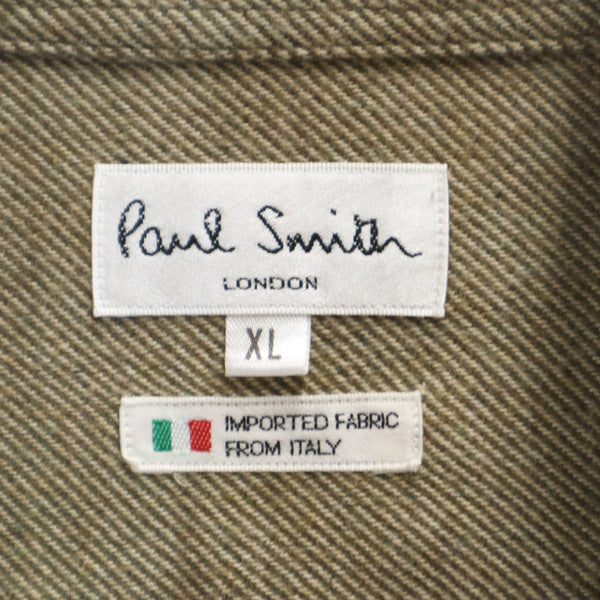 Paul Smith
LONDON
XL
IMPORTED FABRIC
FROM ITALY